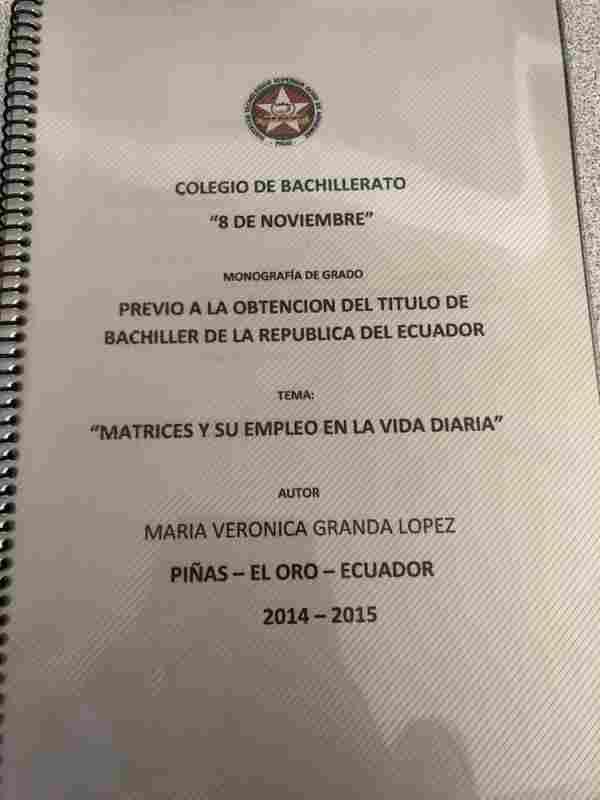 COLEGIO DE BACHILLERATO
“8 DE NOVIEMBRE”
MONOGRAFÍA DE GRADO
PREVIO A LA OBTENCION DEL TITULO DE
BACHILLER DE LA REPUBLICA DEL ECUADOR
TEMA:
“MATRICES Y SU EMPLEO EN LA VIDA DIARIA”
AUTOR
MARIA VERONICA GRANDA LOPEZ
PIÑAS – EL ORO – ECUADOR
2014 – 2015